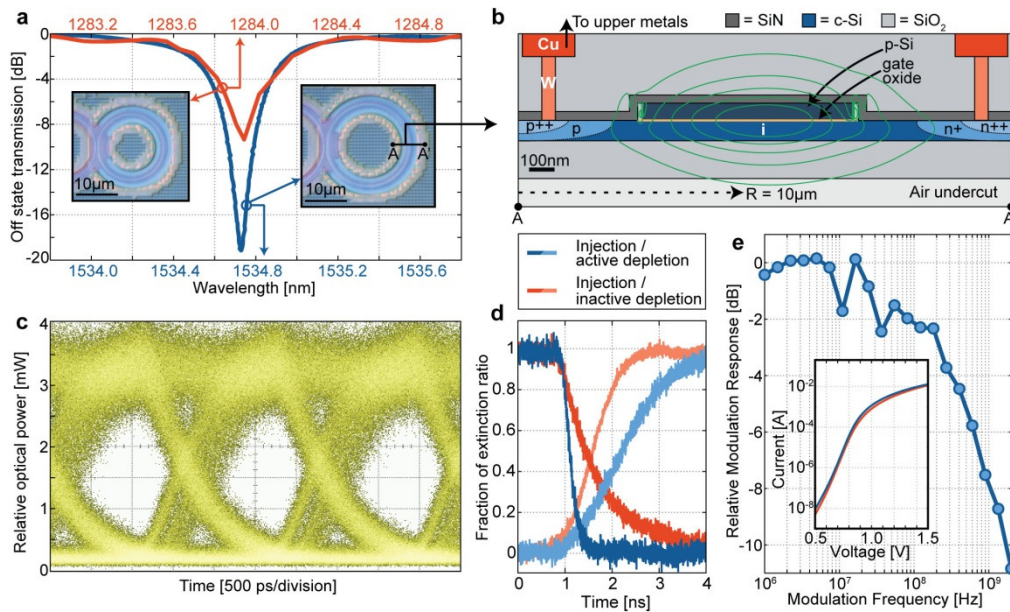 a
1283.2 1283.6 1284.0 1284.4
0
-4
-8
-12
-16
-20
Off state transmission [dB]
10μm
10μm
A A'
1534.0 1534.4 1534.8 1535.2 1535.6
Wavelength [nm]
b
To upper metals
= SiN = c-Si = SiO2
Cu
W
p-Si
gate
oxide
p++ p i n+ n++
100nm
R = 10μm
Air undercut
A
c
4
3
2
1
0
Relative optical power [mW]
Time [500 ps/division]
Injection /
active depletion
Injection /
inactive depletion
d
1
0.8
0.6
0.4
0.2
0
Fraction of extinction ratio
0 1 2 3 4
Time [ns]
e
0
-2
-4
-6
-8
-10
Relative Modulation Response [dB]
10^-2
10^-4
10^-6
10^-8
Current [A]
0.5 1.0 1.5
Voltage [V]
10^6 10^7 10^8 10^9
Modulation Frequency [Hz]